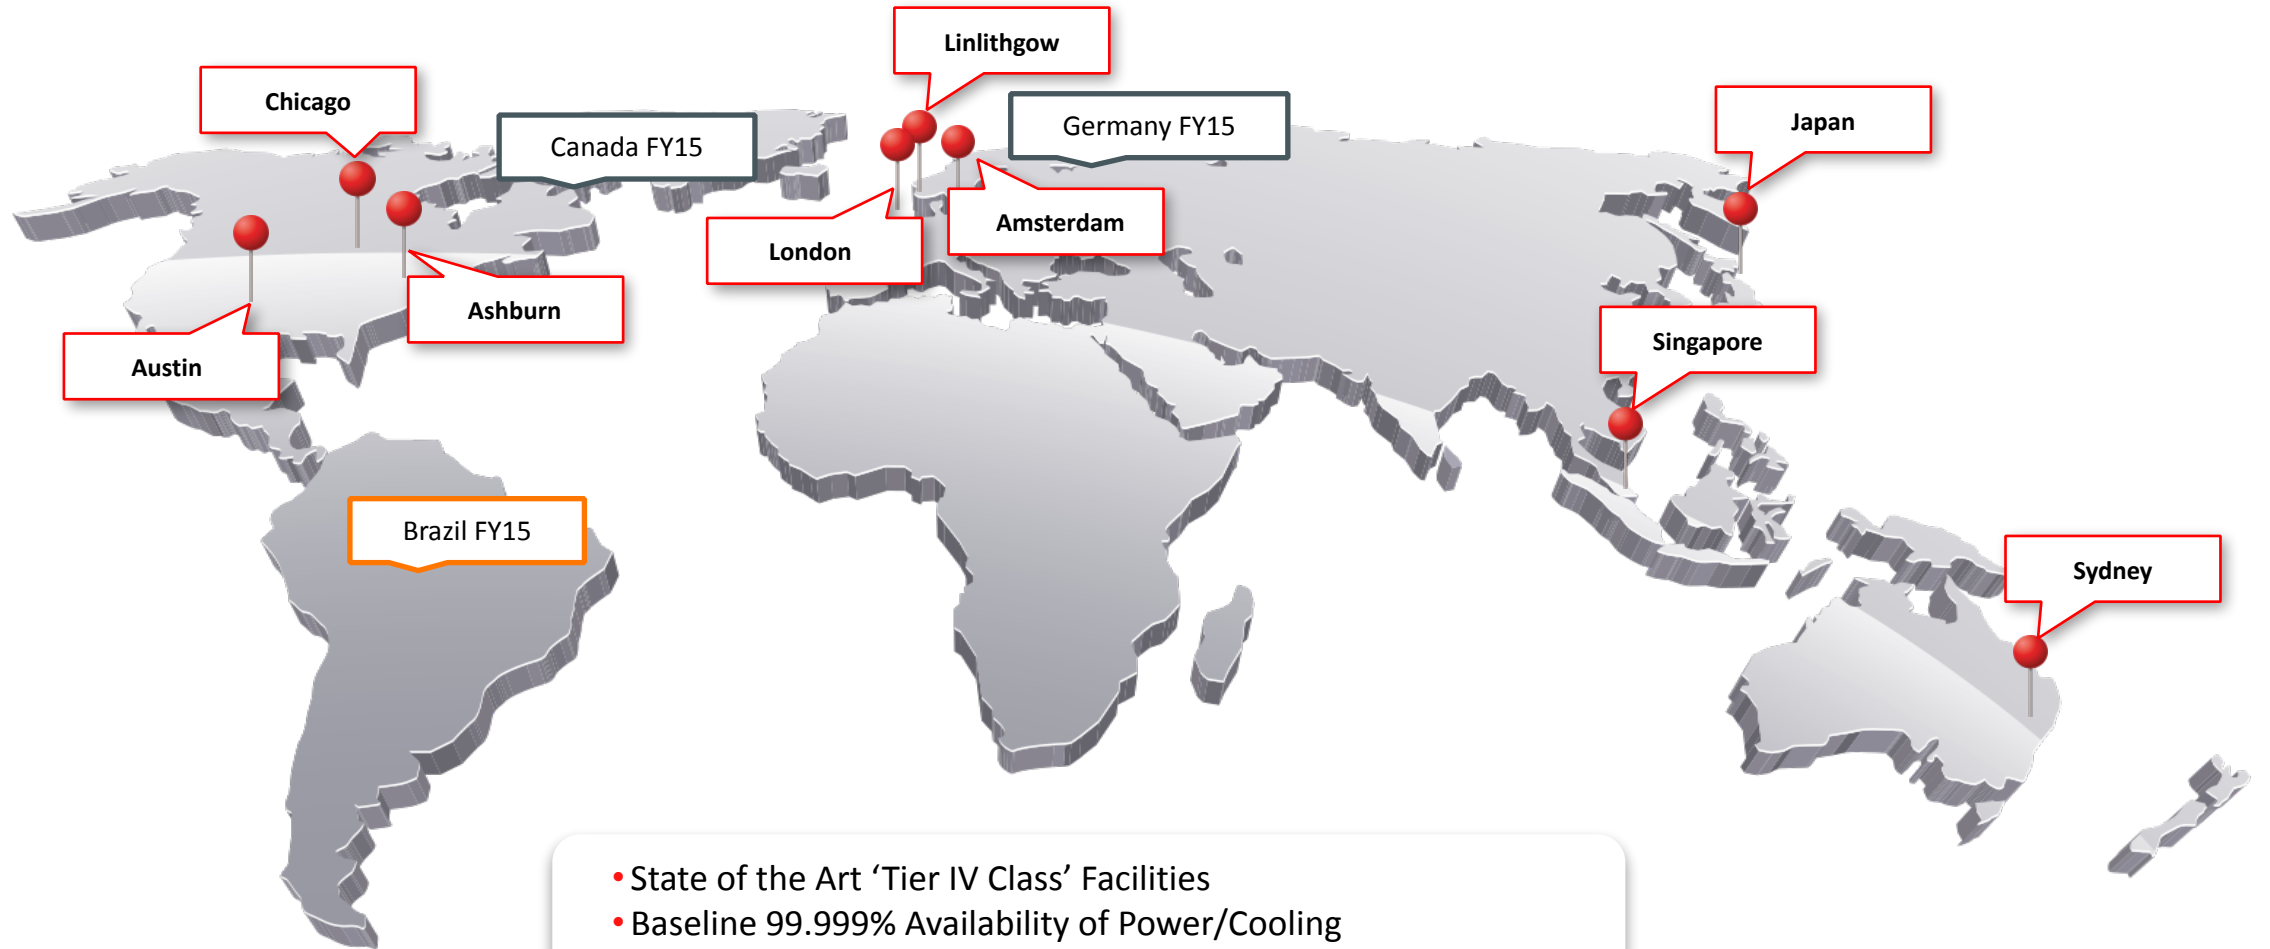 Linlithgow
Chicago
Canada FY15
Germany FY15
Japan
London
Amsterdam
Ashburn
Austin
Singapore
Brazil FY15
Sydney
• State of the Art ‘Tier IV Class’ Facilities
• Baseline 99.999% Availability of Power/Cooling